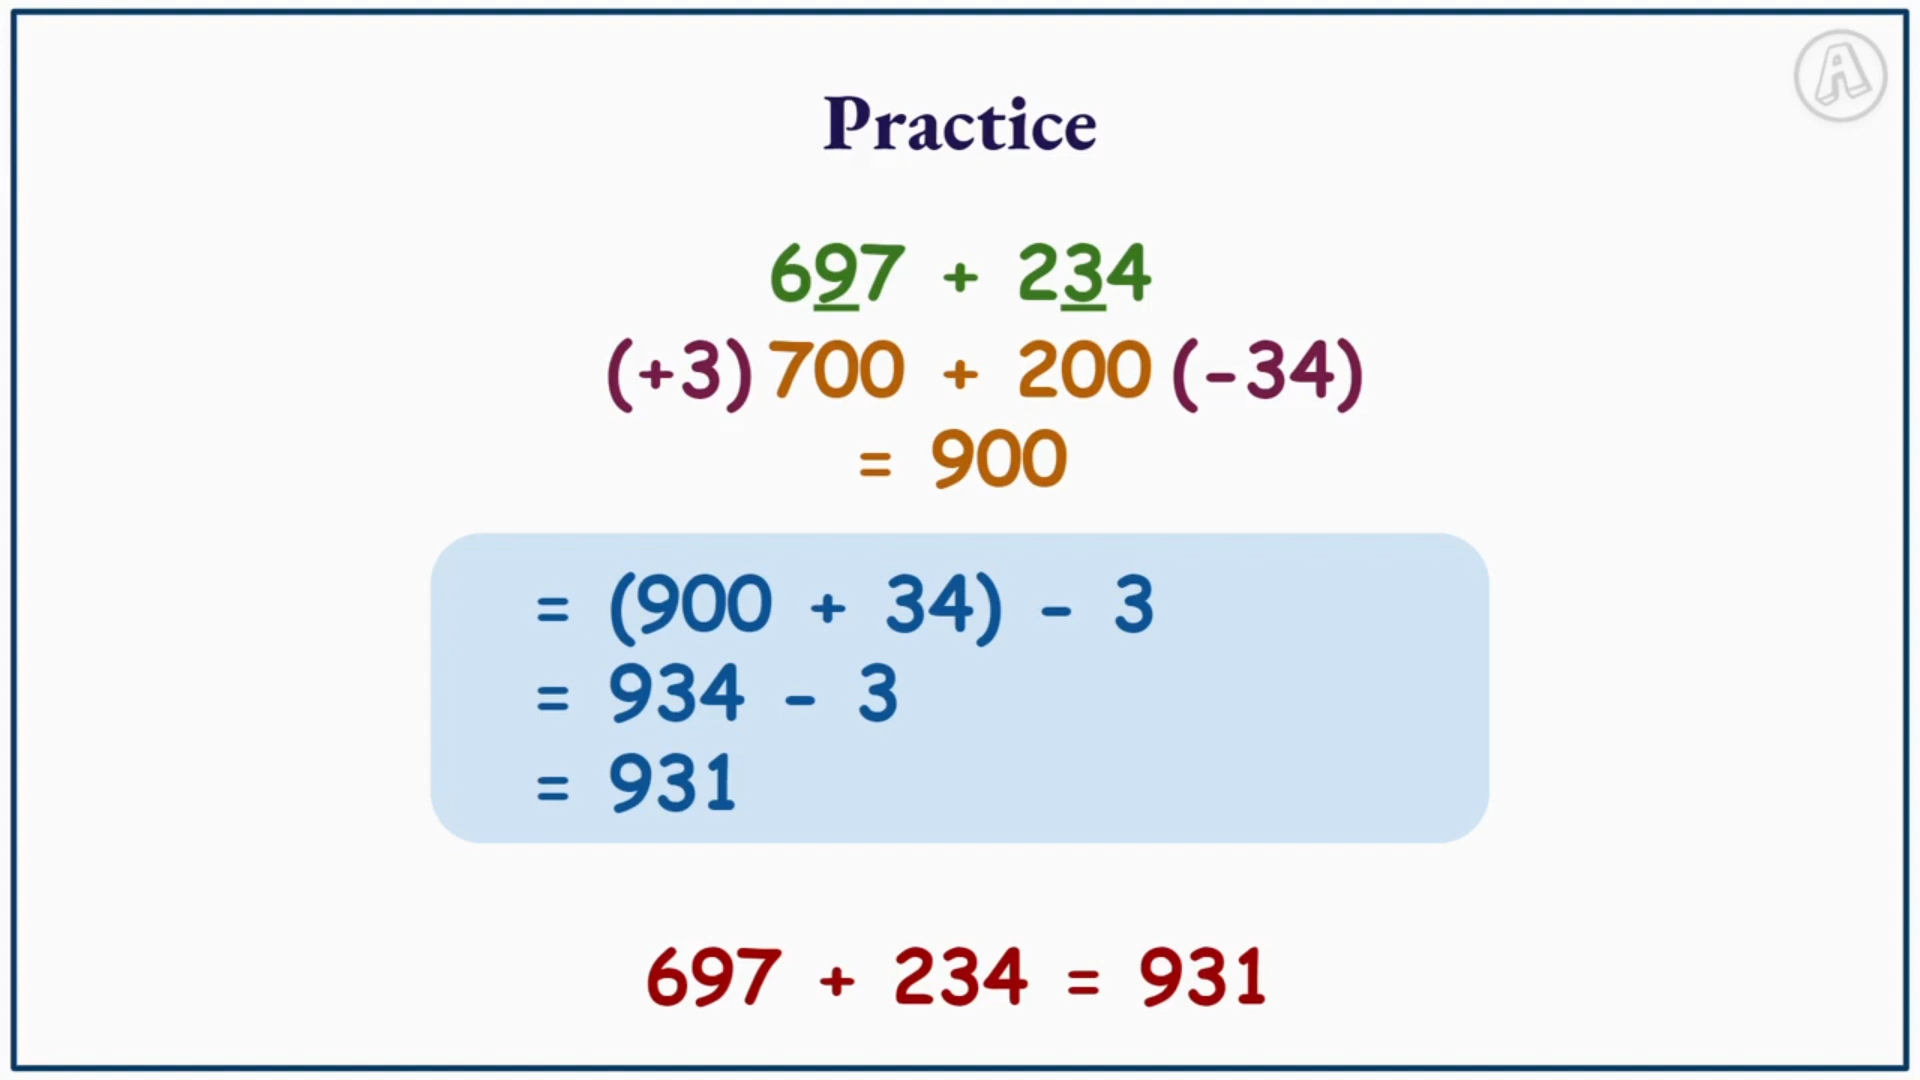 Practice
697 + 234
(+3) 700 + 200 (-34)
= 900
= (900 + 34) - 3
= 934 - 3
= 931
697 + 234 = 931
A